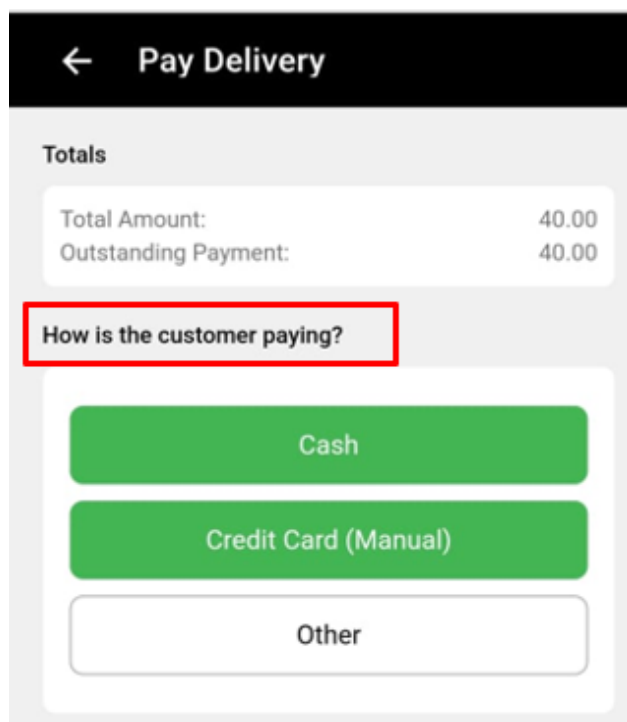 Pay Delivery
Totals
Total Amount: 40.00
Outstanding Payment: 40.00
How is the customer paying?
Cash
Credit Card (Manual)
Other